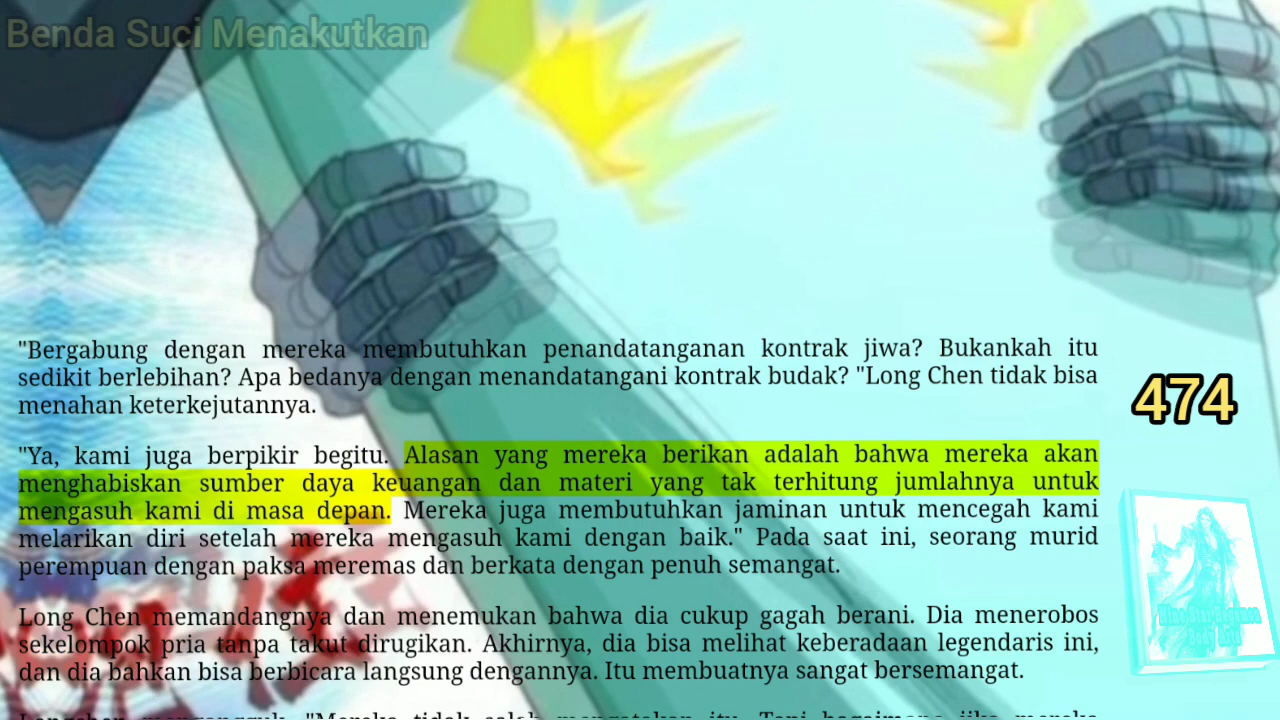 Benda Suci Menakutkan
"Bergabung dengan mereka membutuhkan penandatanganan kontrak jiwa? Bukankah itu
sedikit berlebihan? Apa bedanya dengan menandatangani kontrak budak? "Long Chen tidak bisa
menahan keterkejutannya.
474
"Ya, kami juga berpikir begitu. Alasan yang mereka berikan adalah bahwa mereka akan
menghabiskan sumber daya keuangan dan materi yang tak terhitung jumlahnya untuk
mengasuh kami di masa depan. Mereka juga membutuhkan jaminan untuk mencegah kami
melarikan diri setelah mereka mengasuh kami dengan baik." Pada saat ini, seorang murid
perempuan dengan paksa meremas dan berkata dengan penuh semangat.
Long Chen memandangnya dan menemukan bahwa dia cukup gagah berani. Dia menerobos
sekelompok pria tanpa takut dirugikan. Akhirnya, dia bisa melihat keberadaan legendaris ini,
dan dia bahkan bisa berbicara langsung dengannya. Itu membuatnya sangat bersemangat.